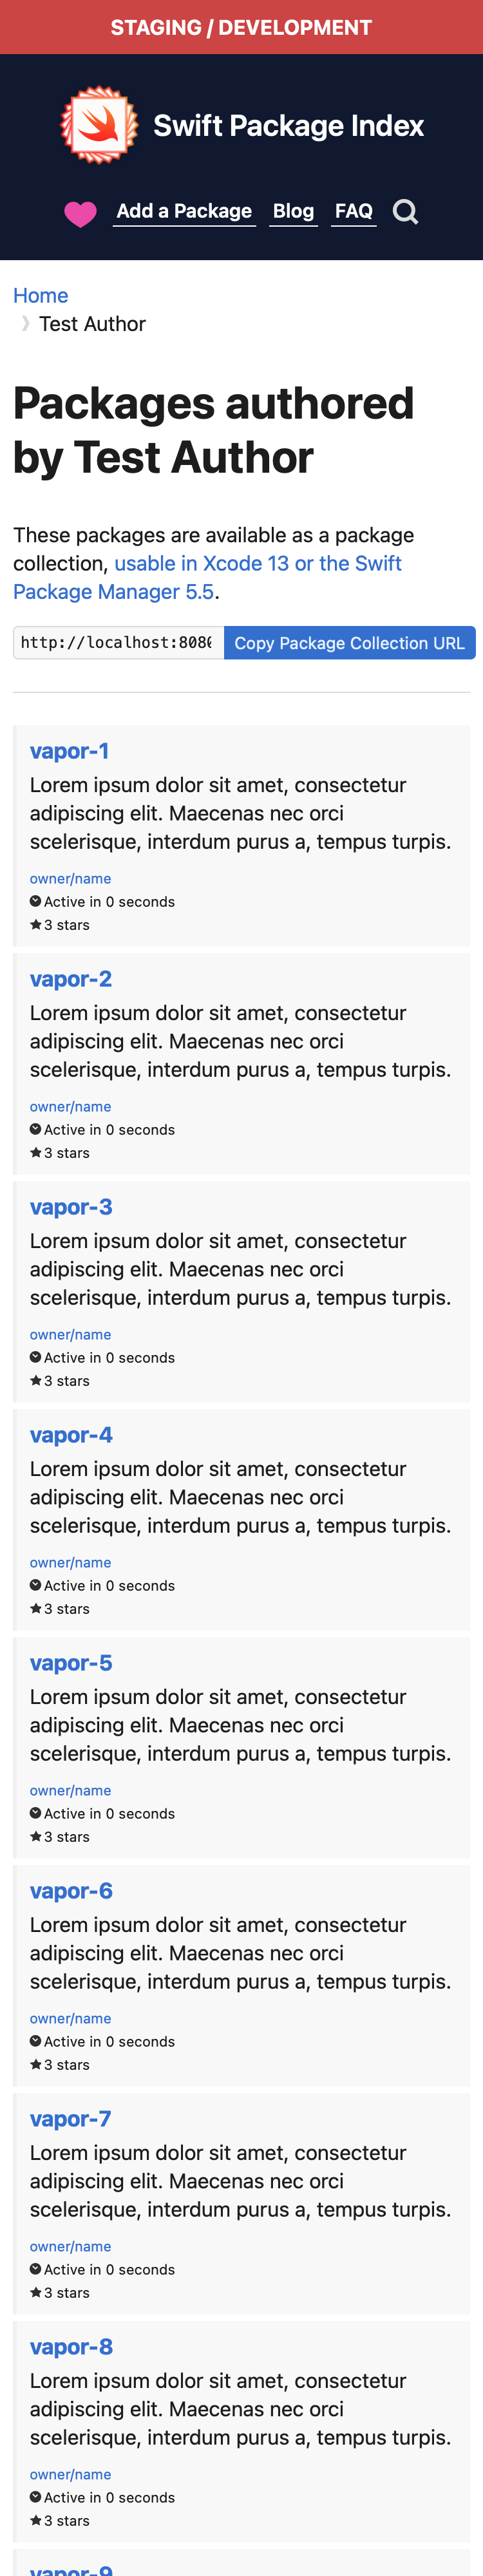 STAGING / DEVELOPMENT
Swift Package Index
Add a Package Blog FAQ
Home
Test Author
Packages authored
by Test Author
These packages are available as a package
collection, usable in Xcode 13 or the Swift
Package Manager 5.5.
http://localhost:808 Copy Package Collection URL
vapor-1
Lorem ipsum dolor sit amet, consectetur
adipiscing elit. Maecenas nec orci
scelerisque, interdum purus a, tempus turpis.
owner/name
Active in 0 seconds
3 stars
vapor-2
Lorem ipsum dolor sit amet, consectetur
adipiscing elit. Maecenas nec orci
scelerisque, interdum purus a, tempus turpis.
owner/name
Active in 0 seconds
3 stars
vapor-3
Lorem ipsum dolor sit amet, consectetur
adipiscing elit. Maecenas nec orci
scelerisque, interdum purus a, tempus turpis.
owner/name
Active in 0 seconds
3 stars
vapor-4
Lorem ipsum dolor sit amet, consectetur
adipiscing elit. Maecenas nec orci
scelerisque, interdum purus a, tempus turpis.
owner/name
Active in 0 seconds
3 stars
vapor-5
Lorem ipsum dolor sit amet, consectetur
adipiscing elit. Maecenas nec orci
scelerisque, interdum purus a, tempus turpis.
owner/name
Active in 0 seconds
3 stars
vapor-6
Lorem ipsum dolor sit amet, consectetur
adipiscing elit. Maecenas nec orci
scelerisque, interdum purus a, tempus turpis.
owner/name
Active in 0 seconds
3 stars
vapor-7
Lorem ipsum dolor sit amet, consectetur
adipiscing elit. Maecenas nec orci
scelerisque, interdum purus a, tempus turpis.
owner/name
Active in 0 seconds
3 stars
vapor-8
Lorem ipsum dolor sit amet, consectetur
adipiscing elit. Maecenas nec orci
scelerisque, interdum purus a, tempus turpis.
owner/name
Active in 0 seconds
3 stars
vapor-9